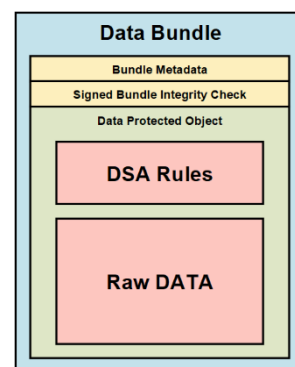 Data Bundle
Bundle Metadata
Signed Bundle Integrity Check
Data Protected Object
DSA Rules
Raw DATA